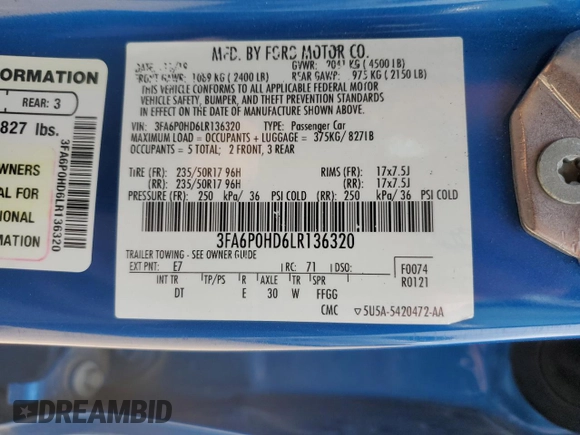 MFD. BY FORD MOTOR CO.
GVWR: 2041 KG (4500 LB)
FRONT GAWR: 1089 KG (2400 LB) REAR GAWR: 975 KG (2150 LB)
THIS VEHICLE CONFORMS TO ALL APPLICABLE FEDERAL MOTOR
VEHICLE SAFETY, BUMPER, AND THEFT PREVENTION STANDARDS IN
EFFECT ON THE DATE OF MANUFACTURE SHOWN ABOVE.
VIN: 3FA6P0HD6LR136320 TYPE: Passenger Car
MAXIMUM LOAD = OCCUPANTS + LUGGAGE = 375KG/827lB
OCCUPANTS = 5 TOTAL: 2 FRONT, 3 REAR
TIRE (FR): 235/50R17 96H RIMS (FR): 17x7.5J
(RR): 235/50R17 96H (RR): 17x7.5J
PRESSURE (FR): 250 kPa/ 36 PSI COLD (RR) 250 kPa/ 36 PSI COLD
3FA6P0HD6LR136320
TRAILER TOWING - SEE OWNER GUIDE
EXT PNT: E7 RC: 71 DSO: F0074
INT TR TP/PS R AXLE TR SPR R0121
DT E 30 W FFGG
CMC 5U5A-5420472-AA
FORMATION
REAR: 3
827 lbs.
3FA6P0HD6LR136320
WNERS
AL FOR
IONAL
MATION
DREAMBID